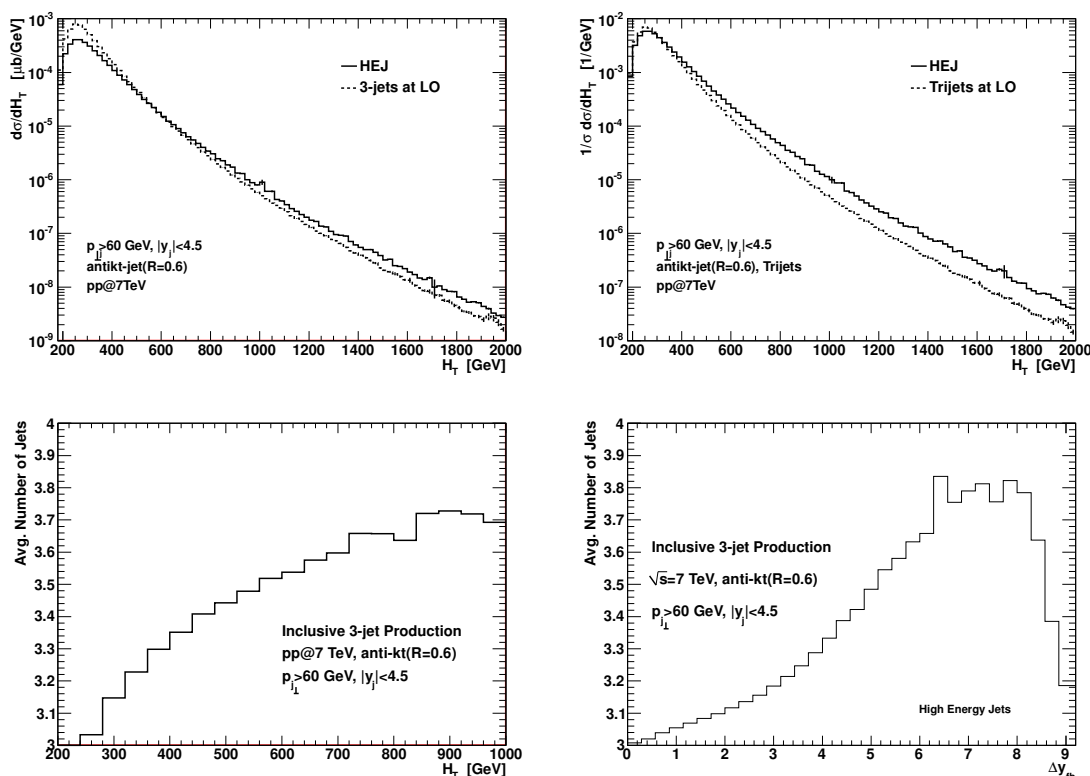 dσ/dH_T [μb/GeV]
10⁻³
10⁻⁴
10⁻⁵
10⁻⁶
10⁻⁷
10⁻⁸
10⁻⁹
HEJ
3-jets at LO
p_j⊥>60 GeV, |y_j|<4.5
antikt-jet(R=0.6)
pp@7TeV
200 400 600 800 1000 1200 1400 1600 1800 2000
H_T [GeV]
1/σ dσ/dH_T [1/GeV]
10⁻²
10⁻³
10⁻⁴
10⁻⁵
10⁻⁶
10⁻⁷
10⁻⁸
HEJ
Trijets at LO
p_j⊥>60 GeV, |y_j|<4.5
antikt-jet(R=0.6), Trijets
pp@7TeV
200 400 600 800 1000 1200 1400 1600 1800 2000
H_T [GeV]
Avg. Number of Jets
4
3.9
3.8
3.7
3.6
3.5
3.4
3.3
3.2
3.1
3
Inclusive 3-jet Production
pp@7 TeV, anti-kt(R=0.6)
p_j⊥>60 GeV, |y_j|<4.5
200 300 400 500 600 700 800 900 1000
H_T [GeV]
Avg. Number of Jets
4
3.9
3.8
3.7
3.6
3.5
3.4
3.3
3.2
3.1
3
Inclusive 3-jet Production
√s=7 TeV, anti-kt(R=0.6)
p_j⊥>60 GeV, |y_j|<4.5
High Energy Jets
0 1 2 3 4 5 6 7 8 9
Δy